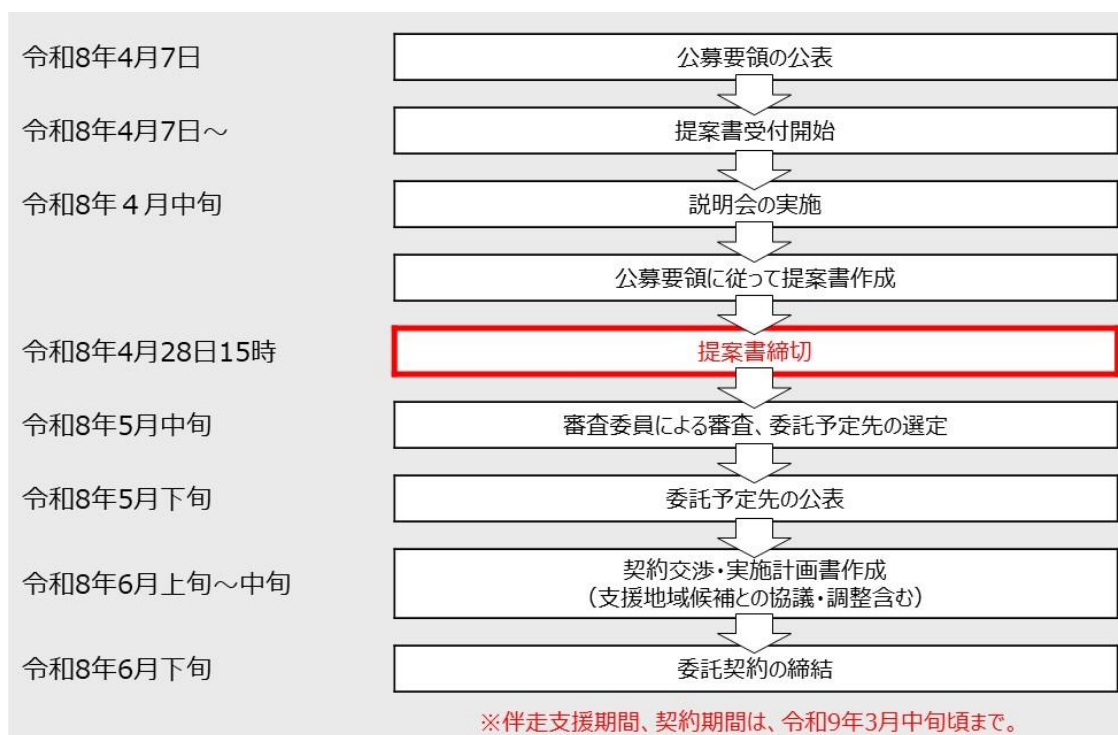 令和8年4月7日 公募要領の公表
令和8年4月7日～ 提案書受付開始
令和8年４月中旬 説明会の実施
公募要領に従って提案書作成
令和8年4月28日15時 提案書締切
令和8年5月中旬 審査委員による審査、委託予定先の選定
令和8年5月下旬 委託予定先の公表
令和8年6月上旬～中旬 契約交渉・実施計画書作成
（支援地域候補との協議・調整含む）
令和8年6月下旬 委託契約の締結
※伴走支援期間、契約期間は、令和9年3月中旬頃まで。